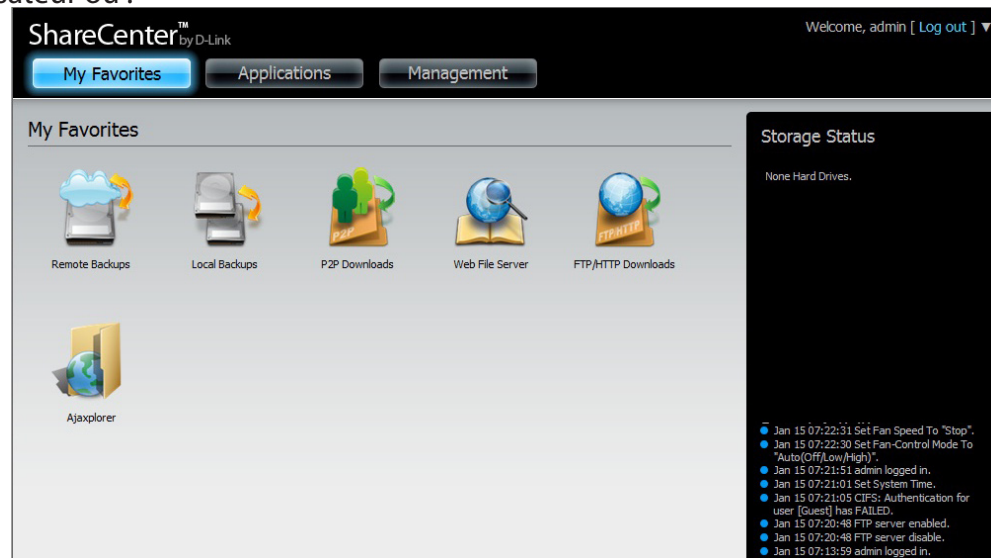 ShareCenter™ by D-Link
Welcome, admin [ Log out ] ▼
My Favorites
Applications
Management
My Favorites
Remote Backups
Local Backups
P2P
P2P Downloads
Web File Server
FTP/HTTP
FTP/HTTP Downloads
Ajaxplorer
Storage Status
None Hard Drives.
Jan 15 07:22:31 Set Fan Speed To "Stop".
Jan 15 07:22:30 Set Fan-Control Mode To
"Auto(Off/Low/High)".
Jan 15 07:21:51 admin logged in.
Jan 15 07:21:01 Set System Time.
Jan 15 07:21:05 CIFS: Authentication for
user [Guest] has FAILED.
Jan 15 07:20:48 FTP server enabled.
Jan 15 07:20:48 FTP server disable.
Jan 15 07:13:59 admin logged in.